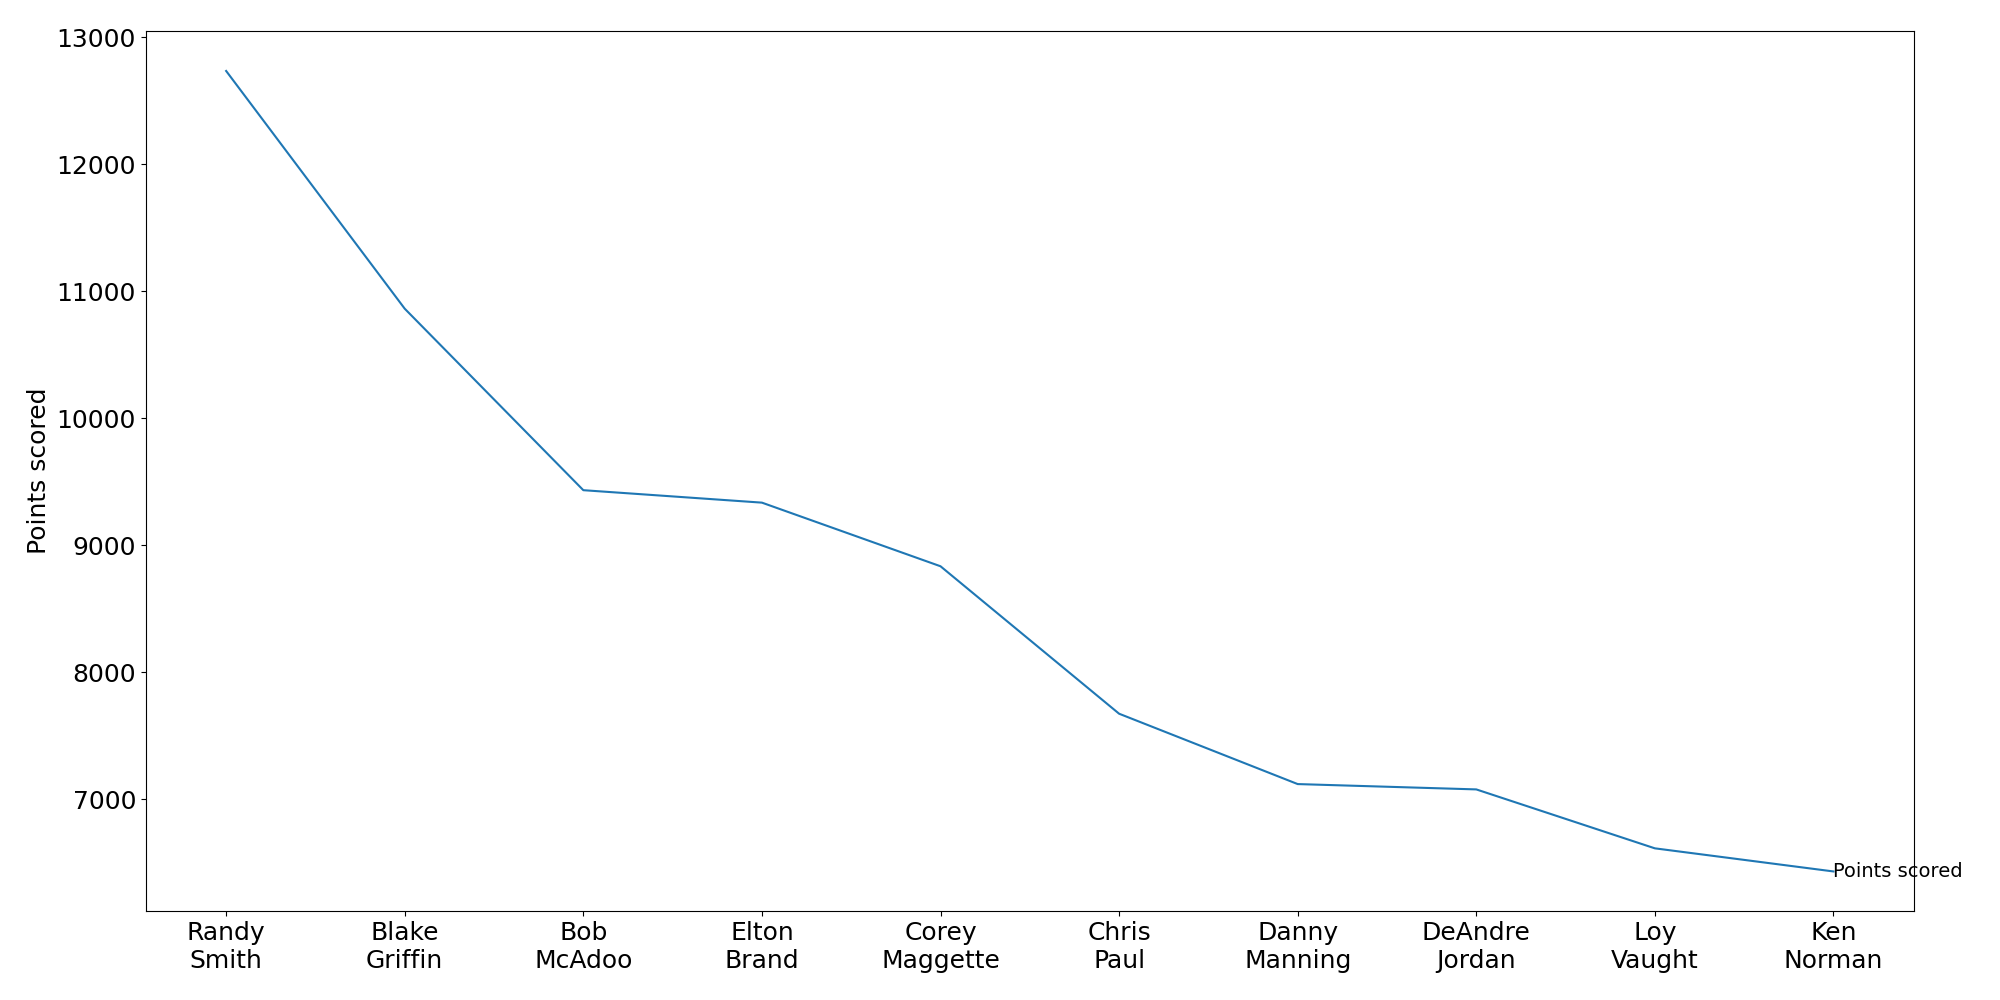 13000
12000
11000
10000
9000
8000
7000
Points scored
Points scored
Randy Blake Bob Elton Corey Chris Danny DeAndre Loy Ken
Smith Griffin McAdoo Brand Maggette Paul Manning Jordan Vaught Norman